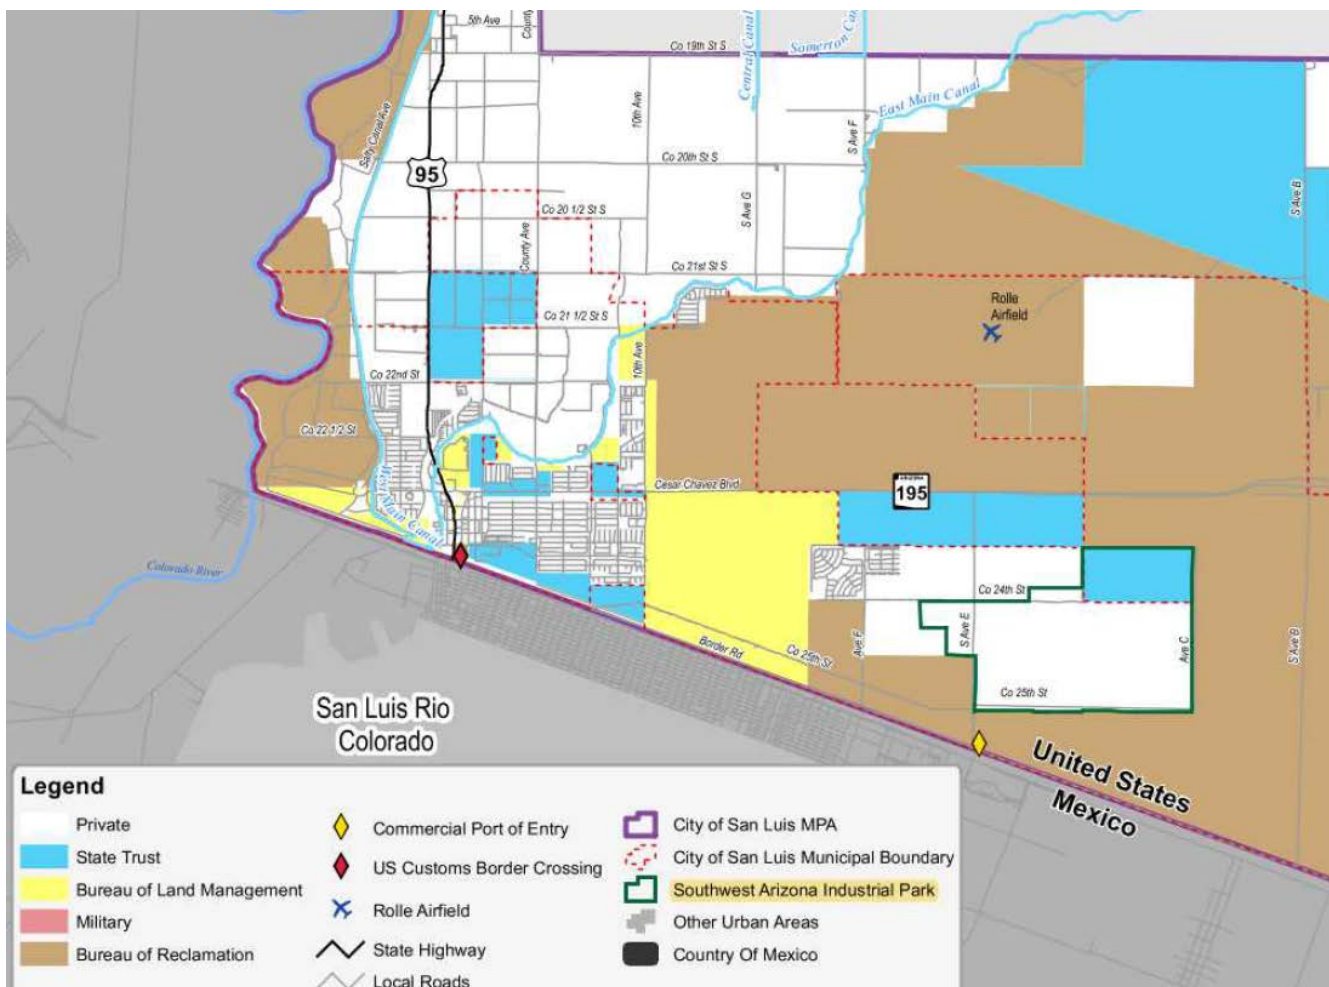 5th Ave
County
Co 19th St S
Central Canal
Somerton Can
East Main Canal
Salty Canal Ave
10th Ave
S Ave F
Co 20th St S
95
S Ave G
S Ave B
Co 20 1/2 St S
County Ave
Co 21st St S
Rolle
Airfield
Co 21 1/2 St S
10th Ave
Co 22nd St
Co 22 1/2 St
Cesar Chavez Blvd
ARIZONA
195
West Main Canal
Colorado River
Co 24th St
S Ave E
Ave F
Ave C
S Ave B
Border Rd
Co 25th St
Co 25th St
San Luis Rio
Colorado
United States
Mexico
Legend
Private
State Trust
Bureau of Land Management
Military
Bureau of Reclamation
Commercial Port of Entry
US Customs Border Crossing
Rolle Airfield
State Highway
Local Roads
City of San Luis MPA
City of San Luis Municipal Boundary
Southwest Arizona Industrial Park
Other Urban Areas
Country Of Mexico